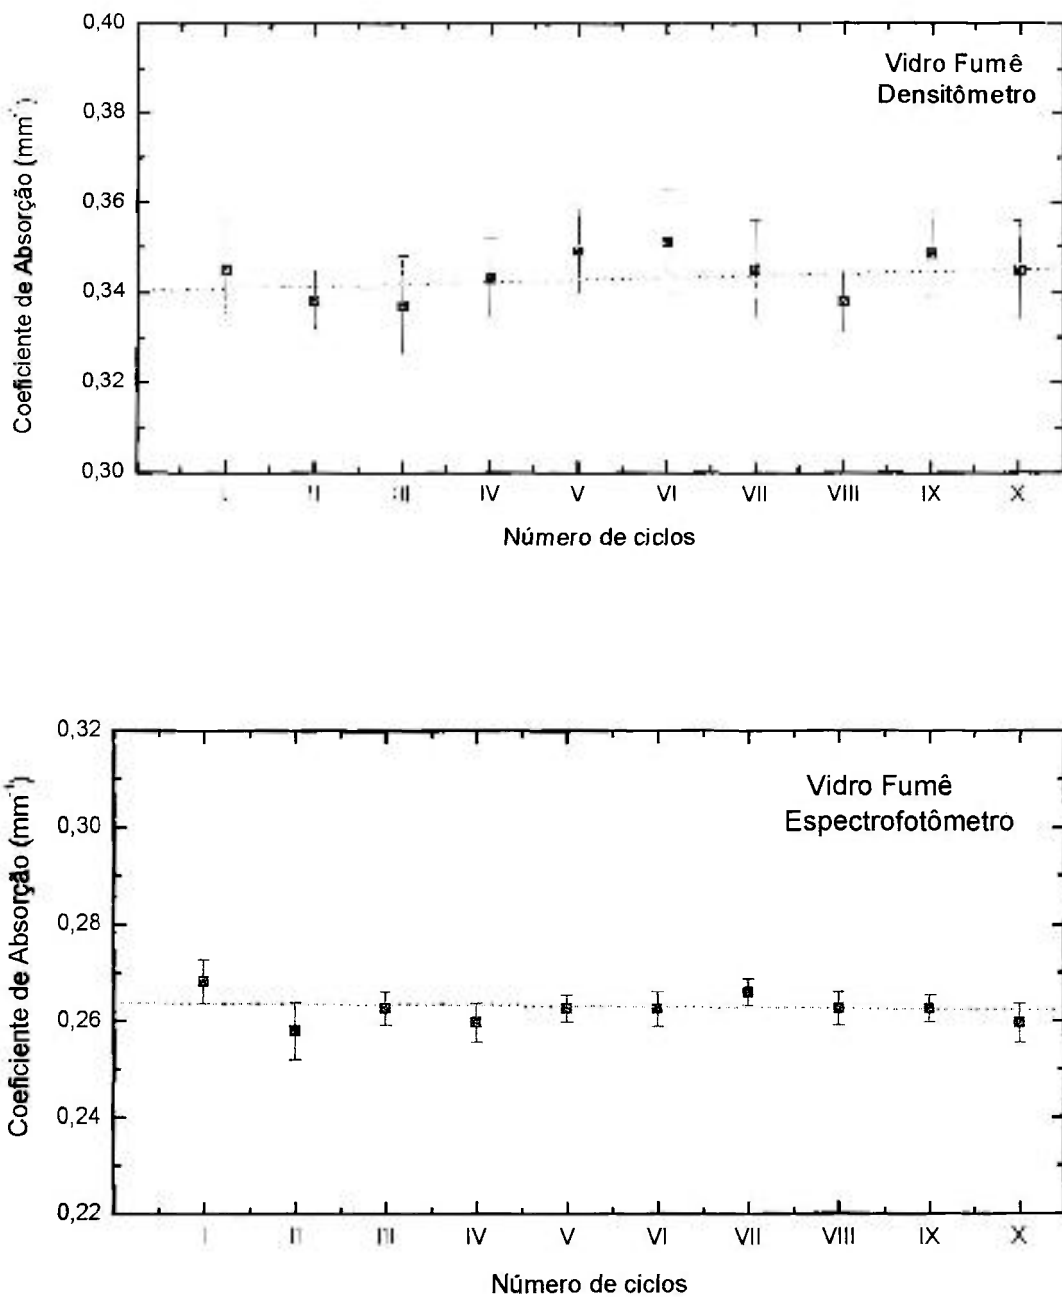 0,40
Vidro Fumê
Densitômetro
0,38
0,36
0,34
0,32
0,30
Coeficiente de Absorção (mm
II III IV V VI VII VIII IX X
Número de ciclos
0,32
Vidro Fumê
Espectrofotômetro
0,30
0,28
0,26
0,24
0,22
Coeficiente de Absorção (mm⁻¹)
I II III IV V VI VII VIII IX X
Número de ciclos